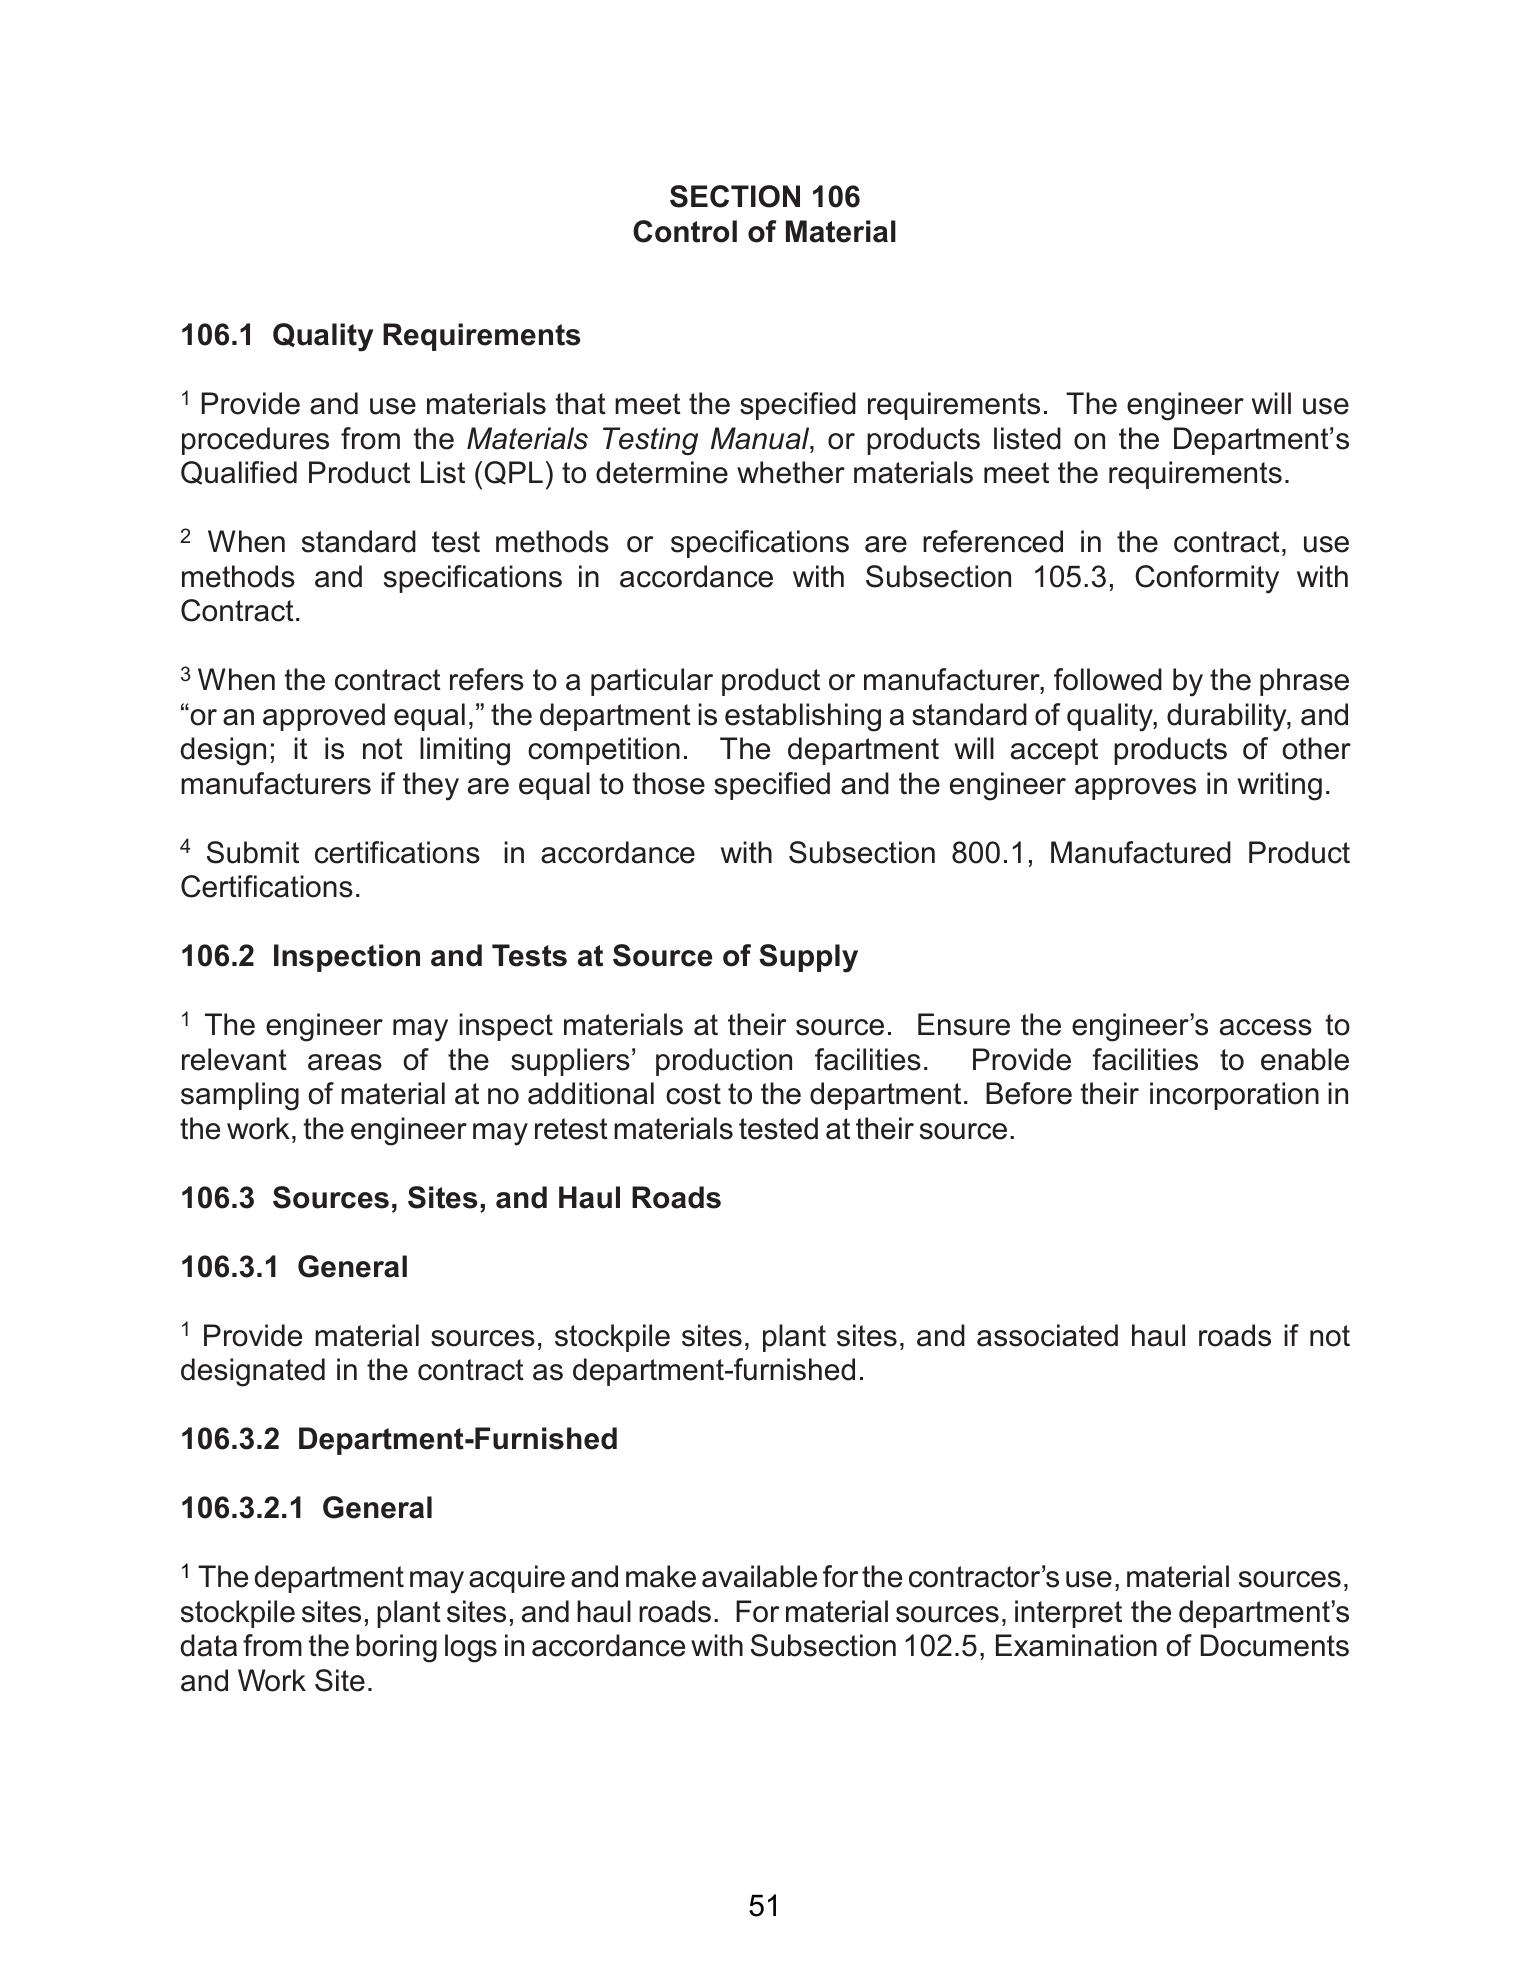 SECTION 106
Control of Material
106.1 Quality Requirements
1 Provide and use materials that meet the specified requirements. The engineer will use
procedures from the Materials Testing Manual, or products listed on the Department’s
Qualified Product List (QPL) to determine whether materials meet the requirements.
2 When standard test methods or specifications are referenced in the contract, use
methods and specifications in accordance with Subsection 105.3, Conformity with
Contract.
3 When the contract refers to a particular product or manufacturer, followed by the phrase
“or an approved equal,” the department is establishing a standard of quality, durability, and
design; it is not limiting competition. The department will accept products of other
manufacturers if they are equal to those specified and the engineer approves in writing.
4 Submit certifications in accordance with Subsection 800.1, Manufactured Product
Certifications.
106.2 Inspection and Tests at Source of Supply
1 The engineer may inspect materials at their source. Ensure the engineer’s access to
relevant areas of the suppliers’ production facilities. Provide facilities to enable
sampling of material at no additional cost to the department. Before their incorporation in
the work, the engineer may retest materials tested at their source.
106.3 Sources, Sites, and Haul Roads
106.3.1 General
1 Provide material sources, stockpile sites, plant sites, and associated haul roads if not
designated in the contract as department-furnished.
106.3.2 Department-Furnished
106.3.2.1 General
1 The department may acquire and make available for the contractor’s use, material sources,
stockpile sites, plant sites, and haul roads. For material sources, interpret the department’s
data from the boring logs in accordance with Subsection 102.5, Examination of Documents
and Work Site.
51